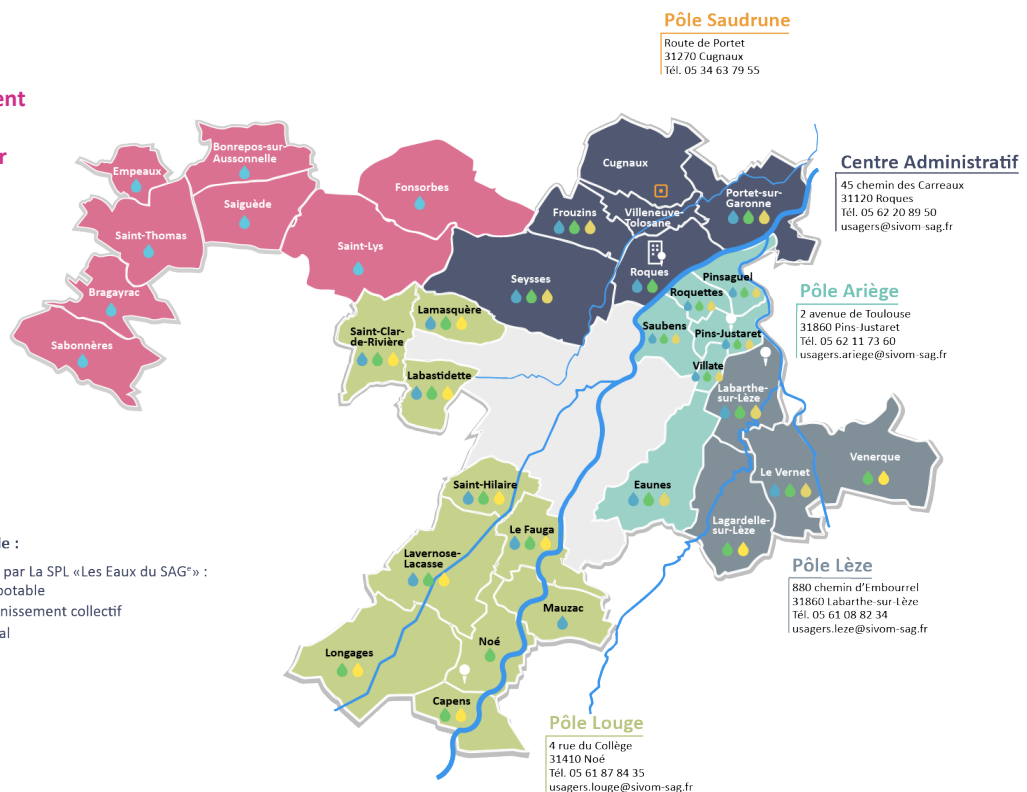 Pôle Saudrune
Route de Portet
31270 Cugnaux
Tél. 05 34 63 79 55
ent
r
Centre Administratif
45 chemin des Carreaux
31120 Roques
Tél. 05 62 20 89 50
usagers@sivom-sag.fr
Pôle Ariège
2 avenue de Toulouse
31860 Pins-Justaret
Tél. 05 62 11 73 60
usagers.ariege@sivom-sag.fr
Empeaux
Bonrepos-sur-
Aussonnelle
Saiguède
Fonsorbes
Saint-Thomas
Saint-Lys
Bragayrac
Sabonnères
Cugnaux
Frouzins
Villeneuve-
Tolosane
Portet-sur-
Garonne
Seysses
Roques
Pinsaguel
Roquettes
Saubens
Pins-Justaret
Villate
Labarthe-
sur-Lèze
Lamasquère
Saint-Clar-
de-Rivière
Labastidette
Eaunes
Le Vernet
Venerque
Lagardelle-
sur-Lèze
Saint-Hilaire
Le Fauga
Lavernose-
Lacasse
Mauzac
Noé
Longages
Capens
le :
par La SPL «Les Eaux du SAGe» :
potable
nissement collectif
al
Pôle Lèze
880 chemin d’Embourrel
31860 Labarthe-sur-Lèze
Tél. 05 61 08 82 34
usagers.leze@sivom-sag.fr
Pôle Louge
4 rue du Collège
31410 Noé
Tél. 05 61 87 84 35
usagers.louge@sivom-sag.fr